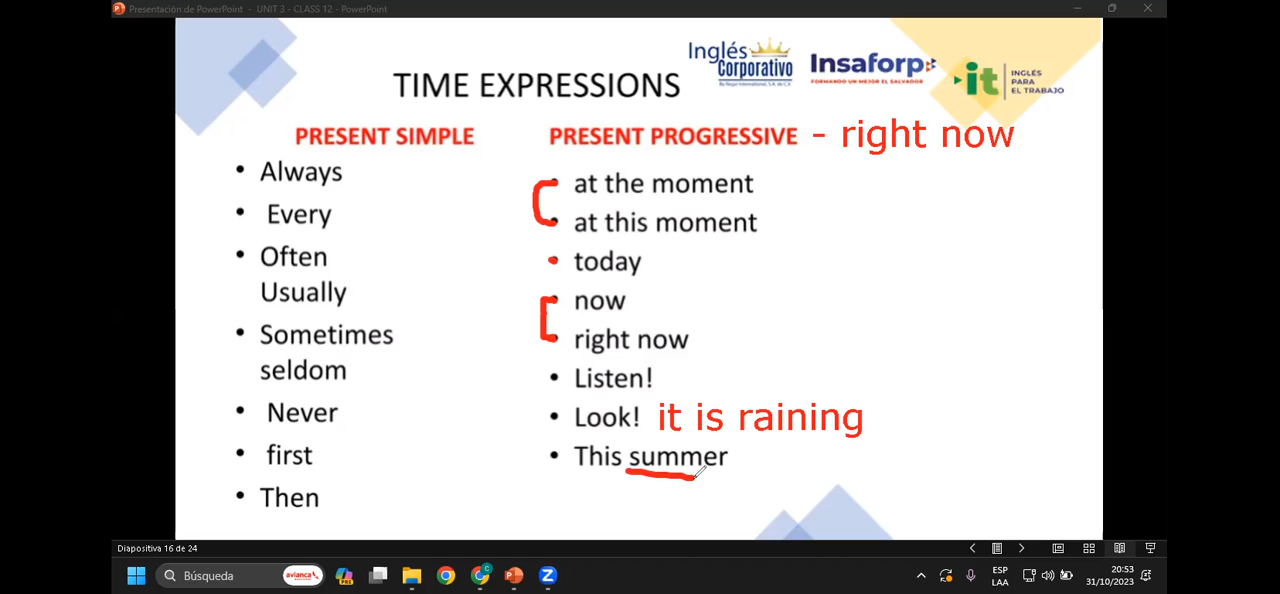 Presentación de PowerPoint - UNIT 3 - CLASS 12 - PowerPoint
TIME EXPRESSIONS
Inglés
Corporativo
Insaforp
FORMANDO UN MEJOR EL SALVADOR
it
INGLÉS
PARA
EL TRABAJO
PRESENT SIMPLE
• Always
• Every
• Often
Usually
• Sometimes
seldom
• Never
• first
• Then
PRESENT PROGRESSIVE - right now
• at the moment
• at this moment
• today
• now
• right now
• Listen!
• Look! it is raining
• This summer
Diapositiva 16 de 24
Búsqueda
avianca
PRE
C
ESP
LAA
20:53
31/10/2023